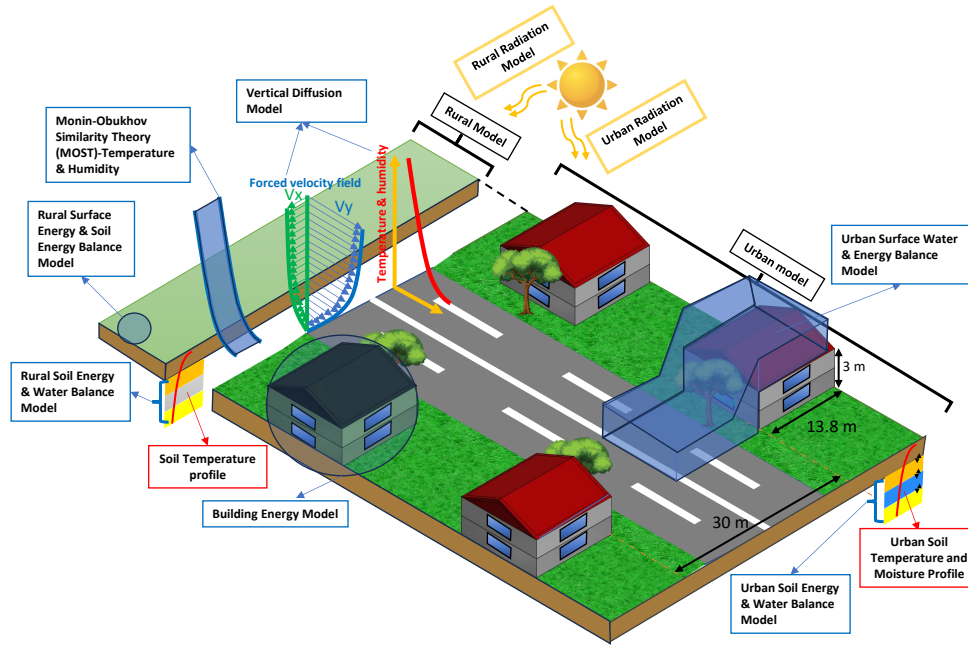 Rural Radiation
Model
Urban Radiation
Model
Vertical Diffusion
Model
Rural Model
Monin-Obukhov
Similarity Theory
(MOST)-Temperature
& Humidity
Forced velocity field
Vx
Vy
Temperature & humidity
Rural Surface
Energy & Soil
Energy Balance
Model
Urban model
Urban Surface Water
& Energy Balance
Model
3 m
13.8 m
30 m
Rural Soil Energy
& Water Balance
Model
Soil Temperature
profile
Building Energy Model
Urban Soil Energy
& Water Balance
Model
Urban Soil
Temperature and
Moisture Profile